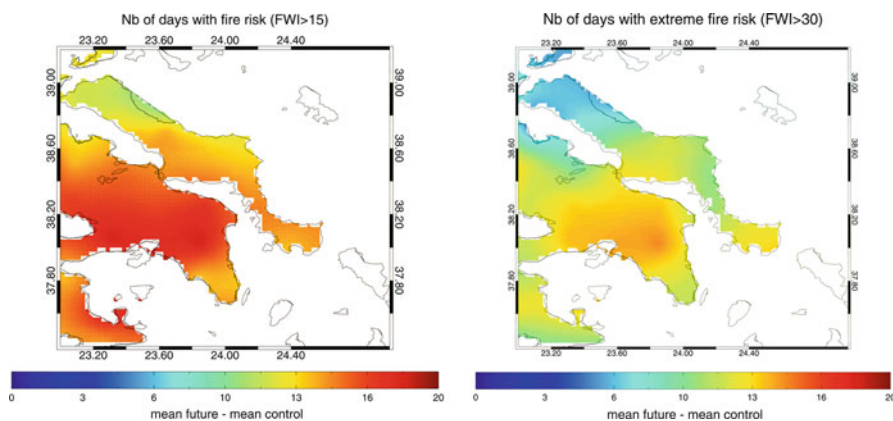 Nb of days with fire risk (FWI>15)
23.20 23.60 24.00 24.40
39.00 38.60 38.20 37.80
39.00 38.60 38.20 37.80
23.20 23.60 24.00 24.40
0 3 6 10 13 16 20
mean future - mean control
Nb of days with extreme fire risk (FWI>30)
23.20 23.60 24.00 24.40
39.00 38.60 38.20 37.80
39.00 38.60 38.20 37.80
23.20 23.60 24.00 24.40
0 3 6 10 13 16 20
mean future - mean control